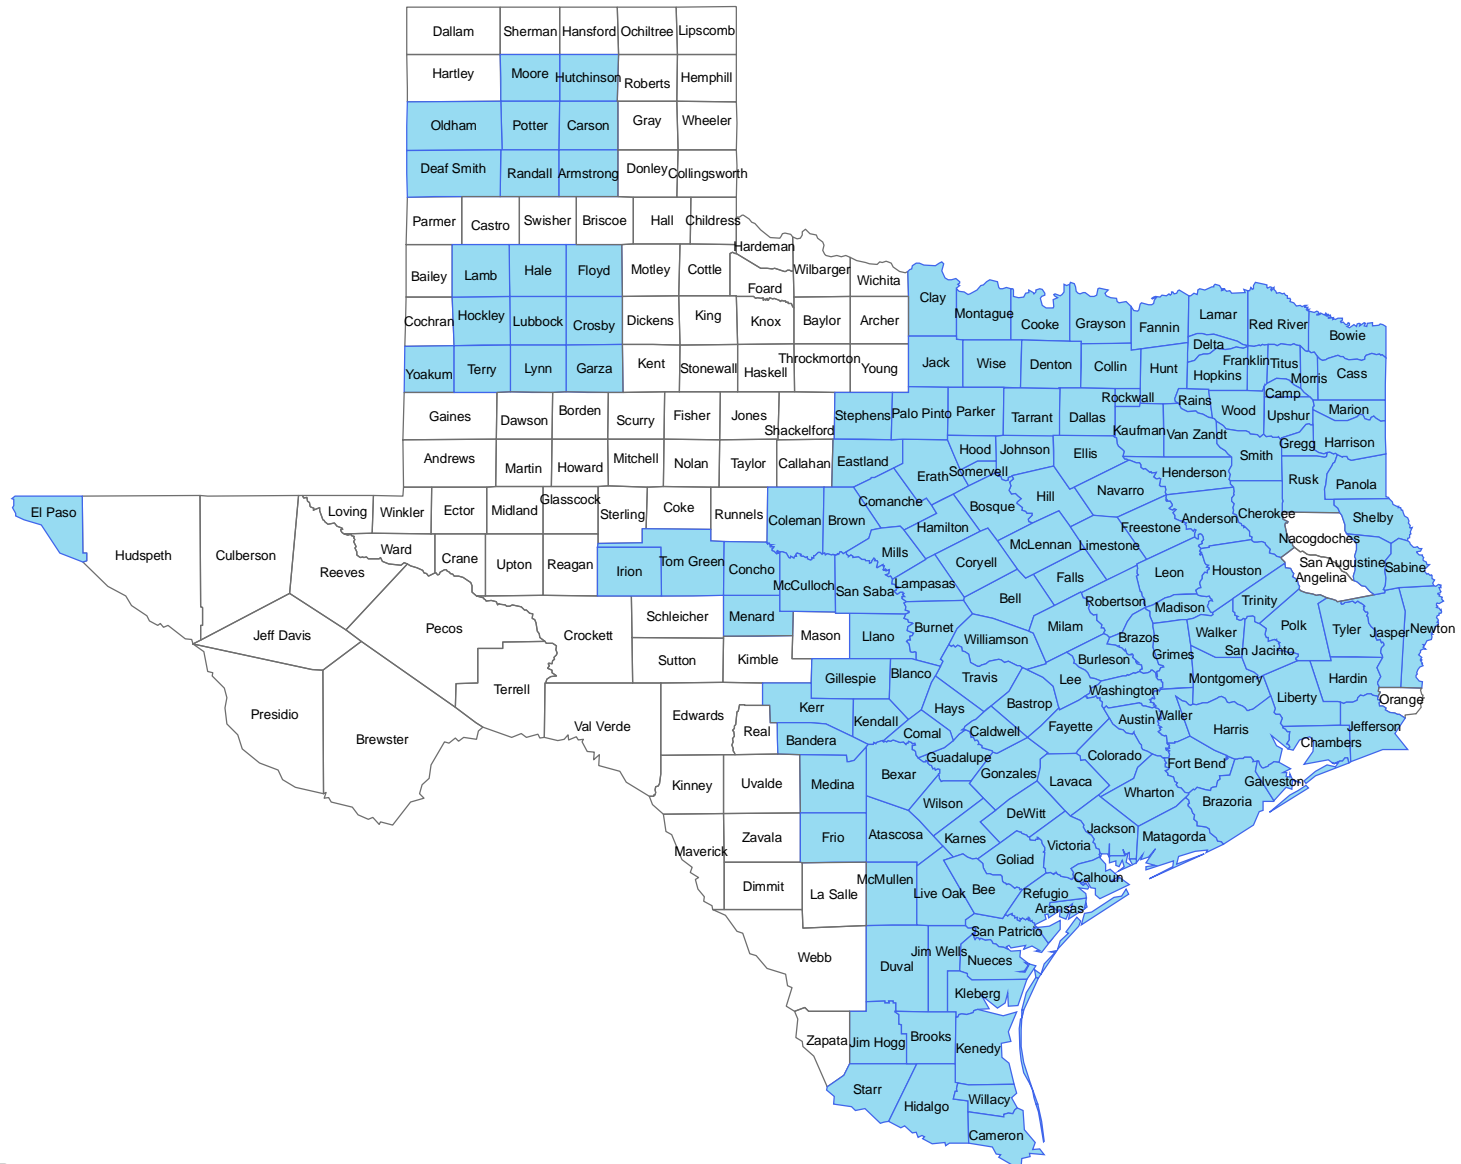 Dallam
Sherman
Hansford
Ochiltree
Lipscomb
Hartley
Moore
Hutchinson
Roberts
Hemphill
Oldham
Potter
Carson
Gray
Wheeler
Deaf Smith
Randall
Armstrong
Donley
Collingsworth
Parmer
Castro
Swisher
Briscoe
Hall
Childress
Hardeman
Bailey
Lamb
Hale
Floyd
Motley
Cottle
Foard
Wilbarger
Wichita
Clay
Montague
Cooke
Grayson
Fannin
Lamar
Red River
Bowie
Cochran
Hockley
Lubbock
Crosby
Dickens
King
Knox
Baylor
Archer
Delta
Yoakum
Terry
Lynn
Garza
Kent
Stonewall
Haskell
Throckmorton
Young
Jack
Wise
Denton
Collin
Hunt
Hopkins
Franklin
Titus
Morris
Cass
Camp
Gaines
Dawson
Borden
Scurry
Fisher
Jones
Shackelford
Stephens
Palo Pinto
Parker
Tarrant
Dallas
Rockwall
Rains
Wood
Upshur
Marion
Kaufman
Van Zandt
Gregg
Harrison
Andrews
Martin
Howard
Mitchell
Nolan
Taylor
Callahan
Eastland
Erath
Hood
Somervell
Johnson
Ellis
Henderson
Smith
Rusk
Panola
El Paso
Hudspeth
Culberson
Reeves
Loving
Winkler
Ector
Midland
Glasscock
Sterling
Coke
Runnels
Coleman
Brown
Comanche
Hamilton
Bosque
Hill
Navarro
Freestone
Anderson
Cherokee
Nacogdoches
Shelby
Ward
Crane
Upton
Reagan
Irion
Tom Green
Concho
McCulloch
San Saba
Mills
Lampasas
Coryell
McLennan
Limestone
Falls
Leon
Houston
Angelina
San Augustine
Sabine
Jeff Davis
Pecos
Crockett
Schleicher
Menard
Mason
Llano
Burnet
Bell
Williamson
Milam
Robertson
Brazos
Madison
Grimes
Walker
Trinity
San Jacinto
Polk
Tyler
Jasper
Newton
Sutton
Kimble
Gillespie
Blanco
Travis
Lee
Burleson
Washington
Montgomery
Liberty
Hardin
Orange
Presidio
Brewster
Terrell
Val Verde
Edwards
Real
Kerr
Bandera
Kendall
Comal
Hays
Caldwell
Bastrop
Fayette
Austin
Waller
Harris
Chambers
Jefferson
Kinney
Uvalde
Medina
Bexar
Guadalupe
Gonzales
Lavaca
Colorado
Fort Bend
Wharton
Brazoria
Galveston
Maverick
Zavala
Frio
Atascosa
Wilson
Karnes
DeWitt
Victoria
Jackson
Matagorda
Dimmit
La Salle
McMullen
Live Oak
Bee
Goliad
Refugio
Calhoun
Aransas
San Patricio
Webb
Duval
Jim Wells
Nueces
Kleberg
Zapata
Jim Hogg
Brooks
Kenedy
Starr
Hidalgo
Willacy
Cameron